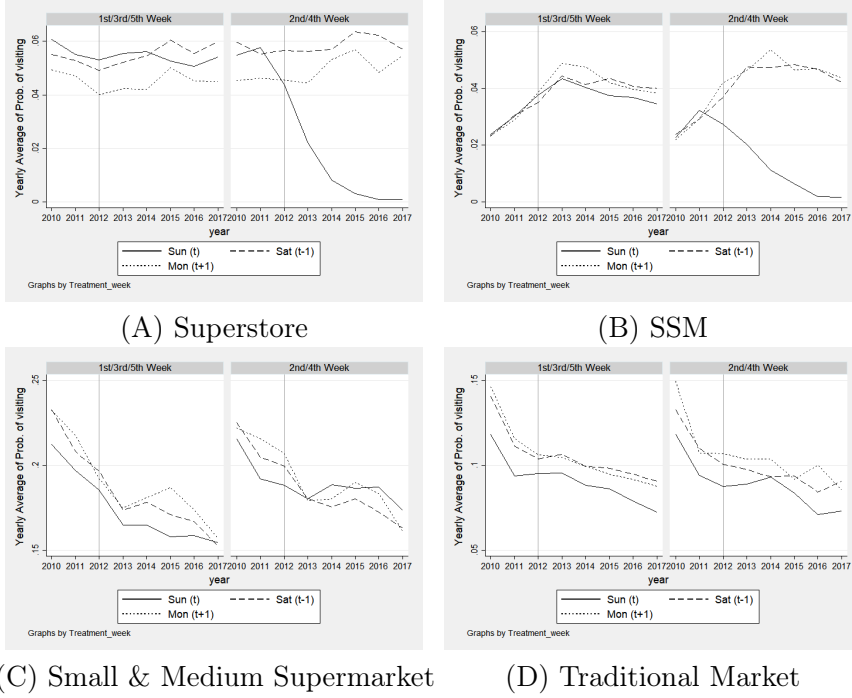 1st/3rd/5th Week 2nd/4th Week
Yearly Average of Prob. of visiting
.06
.04
.02
0
2010 2011 2012 2013 2014 2015 2016 2017 2010 2011 2012 2013 2014 2015 2016 2017
year
Sun (t) Sat (t-1)
Mon (t+1)
Graphs by Treatment_week
(A) Superstore
1st/3rd/5th Week 2nd/4th Week
Yearly Average of Prob. of visiting
.06
.04
.02
0
2010 2011 2012 2013 2014 2015 2016 2017 2010 2011 2012 2013 2014 2015 2016 2017
year
Sun (t) Sat (t-1)
Mon (t+1)
Graphs by Treatment_week
(B) SSM
1st/3rd/5th Week 2nd/4th Week
Yearly Average of Prob. of visiting
.25
.2
.15
2010 2011 2012 2013 2014 2015 2016 2017 2010 2011 2012 2013 2014 2015 2016 2017
year
Sun (t) Sat (t-1)
Mon (t+1)
Graphs by Treatment_week
(C) Small & Medium Supermarket
1st/3rd/5th Week 2nd/4th Week
Yearly Average of Prob. of visiting
.15
.1
.05
2010 2011 2012 2013 2014 2015 2016 2017 2010 2011 2012 2013 2014 2015 2016 2017
year
Sun (t) Sat (t-1)
Mon (t+1)
Graphs by Treatment_week
(D) Traditional Market